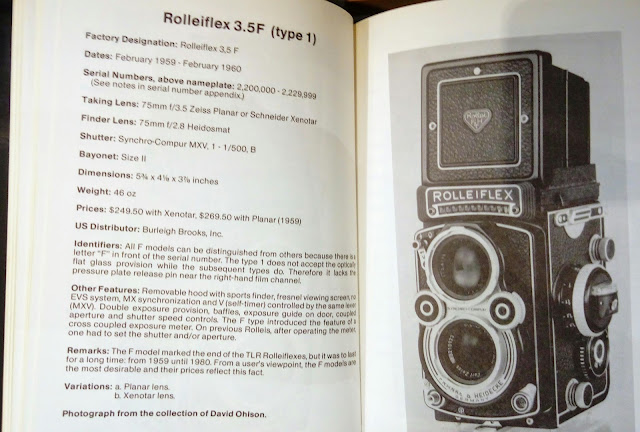 Rolleiflex 3.5F (type 1)
Factory Designation: Rolleiflex 3,5 F
Dates: February 1959 - February 1960
Serial Numbers, above nameplate: 2,200,000 - 2,229,999
(See notes in serial number appendix.)
Taking Lens: 75mm f/3.5 Zeiss Planar or Schneider Xenotar
Finder Lens: 75mm f/2.8 Heidosmat
Shutter: Synchro-Compur MXV, 1 - 1/500, B
Bayonet: Size II
Dimensions: 5¾ x 4⅛ x 3⅞ inches
Weight: 46 oz
Prices: $249.50 with Xenotar, $269.50 with Planar (1959)
US Distributor: Burleigh Brooks, Inc.
Identifiers: All F models can be distinguished from others because there is a
letter "F" in front of the serial number. The type 1 does not accept the optically
flat glass provision while the subsequent types do. Therefore it lacks the
pressure plate release pin near the right-hand film channel.
Other Features: Removable hood with sports finder, fresnel viewing screen, no
EVS system, MX synchronization and V (self-timer) controlled by the same lever
(MXV). Double exposure provision, baffles, exposure guide on door, coupled
aperture and shutter speed controls. The F type introduced the feature of a
cross coupled exposure meter. On previous Rolleis, after operating the meter,
one had to set the shutter and/or aperture.
Remarks: The F model marked the end of the TLR Rolleiflexes, but it was to last
for a long time: from 1959 until 1980. From a user's viewpoint, the F models are
the most desirable and their prices reflect this fact.
Variations: a. Planar lens.
b. Xenotar lens.
Photograph from the collection of David Ohlson.
ROLLEIFLEX
SYNCHRO-COMPUR
HEIDECKE